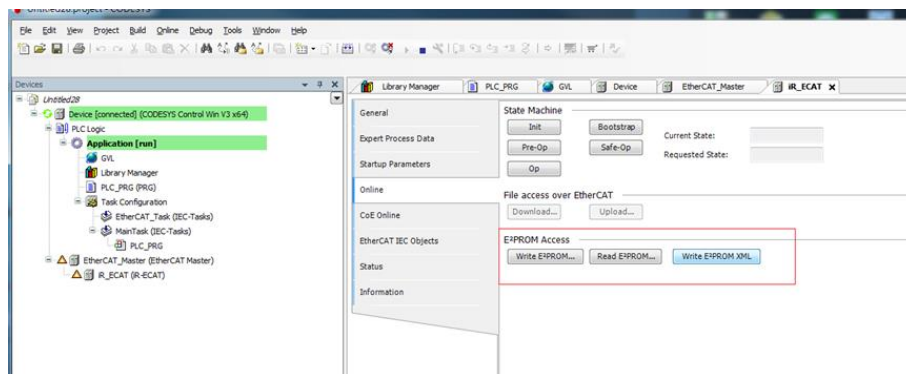 Untitled28.project - CODESYS
File Edit View Project Build Online Debug Tools Window Help
Devices
Untitled28
Device [connected] (CODESYS Control Win V3 x64)
PLC Logic
Application [run]
GVL
Library Manager
PLC_PRG (PRG)
Task Configuration
EtherCAT_Task (IEC-Tasks)
MainTask (IEC-Tasks)
PLC_PRG
EtherCAT_Master (EtherCAT Master)
iR_ECAT (iR-ECAT)
Library Manager PLC_PRG GVL Device EtherCAT_Master iR_ECAT
General
Expert Process Data
Startup Parameters
Online
CoE Online
EtherCAT IEC Objects
Status
Information
State Machine
Init Bootstrap
Current State:
Pre-Op Safe-Op
Requested State:
Op
File access over EtherCAT
Download... Upload...
E²PROM Access
Write E²PROM... Read E²PROM... Write E²PROM XML